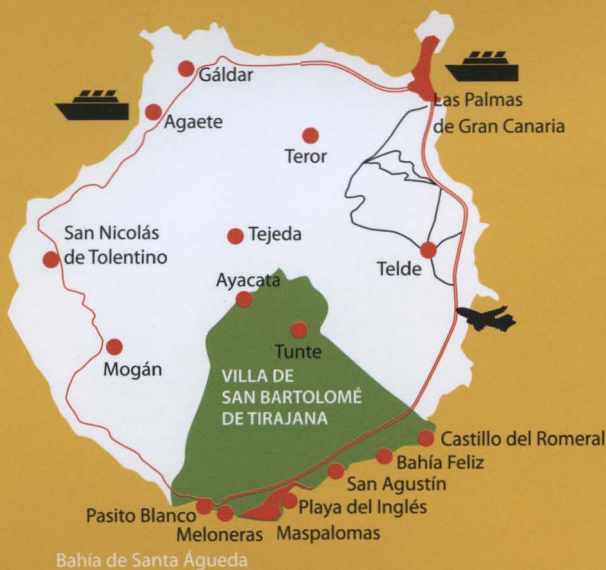 Gáldar
Las Palmas
de Gran Canaria
Agaete
Teror
San Nicolás
de Tolentino
Tejeda
Telde
Ayacata
Tunte
Mogán
VILLA DE
SAN BARTOLOMÉ
DE TIRAJANA
Castillo del Romeral
Bahía Feliz
San Agustín
Playa del Inglés
Pasito Blanco
Meloneras
Maspalomas
Bahía de Santa Águeda